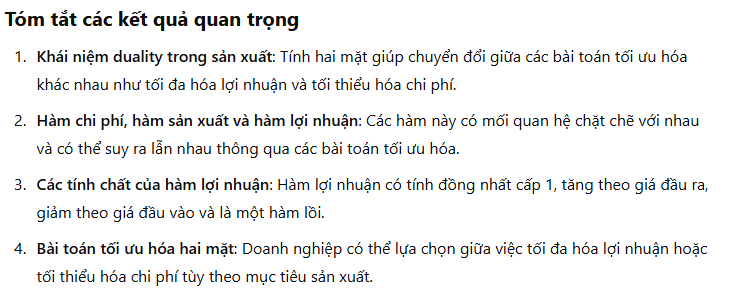 Tóm tắt các kết quả quan trọng
1. Khái niệm duality trong sản xuất: Tính hai mặt giúp chuyển đổi giữa các bài toán tối ưu hóa
khác nhau như tối đa hóa lợi nhuận và tối thiểu hóa chi phí.
2. Hàm chi phí, hàm sản xuất và hàm lợi nhuận: Các hàm này có mối quan hệ chặt chẽ với nhau
và có thể suy ra lẫn nhau thông qua các bài toán tối ưu hóa.
3. Các tính chất của hàm lợi nhuận: Hàm lợi nhuận có tính đồng nhất cấp 1, tăng theo giá đầu ra,
giảm theo giá đầu vào và là một hàm lồi.
4. Bài toán tối ưu hóa hai mặt: Doanh nghiệp có thể lựa chọn giữa việc tối đa hóa lợi nhuận hoặc
tối thiểu hóa chi phí tùy theo mục tiêu sản xuất.